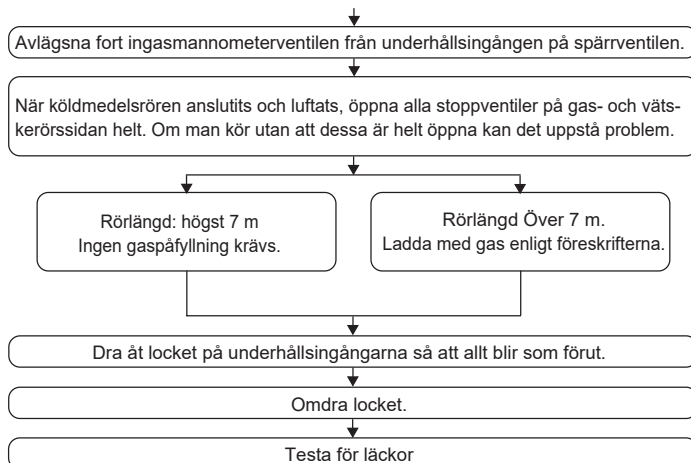 Avlägsna fort ingasmannometerventilen från underhållsingången på spärrventilen.
När köldmedelsrören anslutits och luftats, öppna alla stoppventiler på gas- och väts-
kerörssidan helt. Om man kör utan att dessa är helt öppna kan det uppstå problem.
Rörlängd: högst 7 m
Ingen gaspåfyllning krävs.
Rörlängd Över 7 m.
Ladda med gas enligt föreskrifterna.
Dra åt locket på underhållsingångarna så att allt blir som förut.
Omdra locket.
Testa för läckor